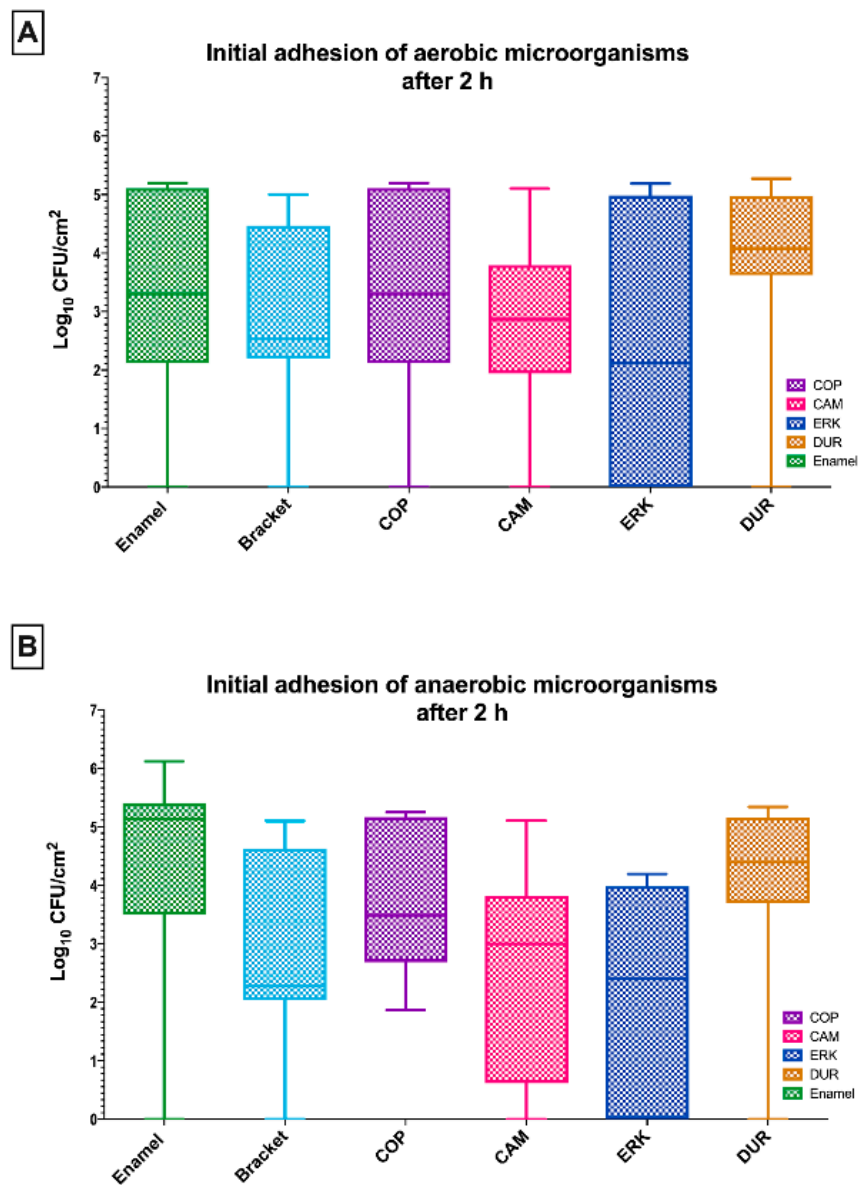 A
Initial adhesion of aerobic microorganisms
after 2 h
Log10 CFU/cm2
7
6
5
4
3
2
1
0
COP
CAM
ERK
DUR
Enamel
Enamel
Bracket
COP
CAM
ERK
DUR
B
Initial adhesion of anaerobic microorganisms
after 2 h
Log10 CFU/cm2
7
6
5
4
3
2
1
0
COP
CAM
ERK
DUR
Enamel
Enamel
Bracket
COP
CAM
ERK
DUR